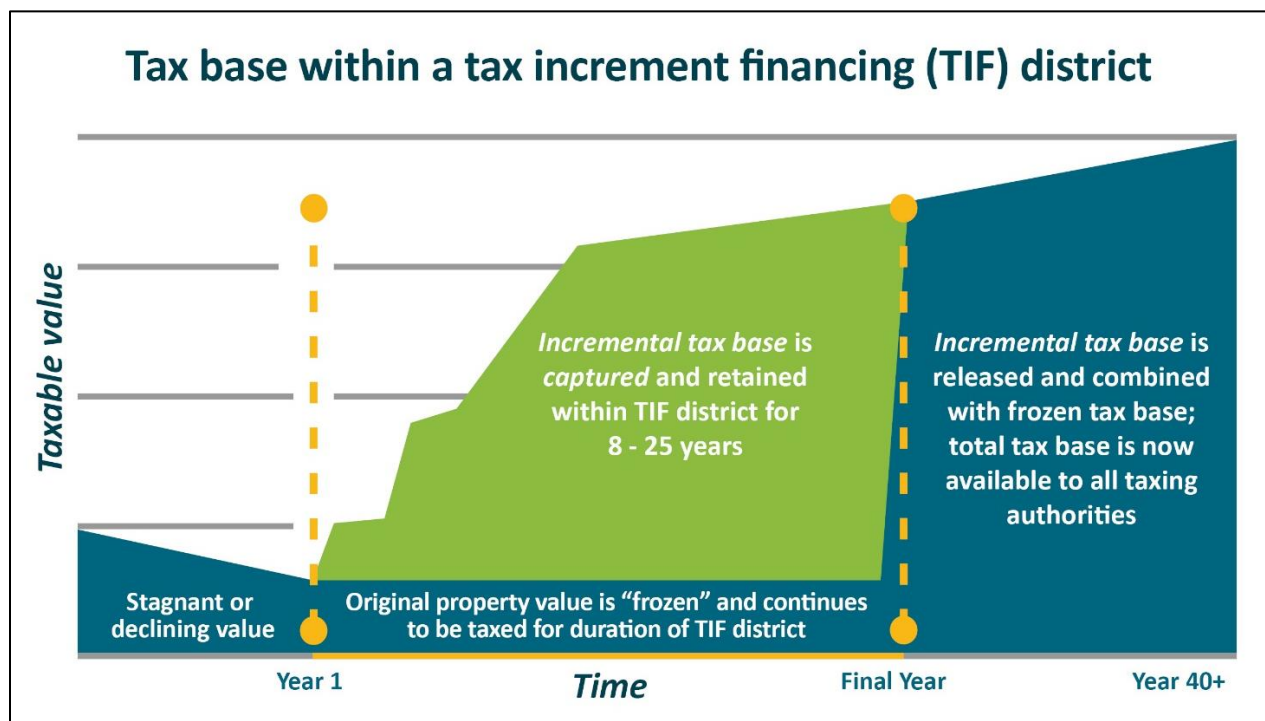 Tax base within a tax increment financing (TIF) district
Taxable value
Incremental tax base is
captured and retained
within TIF district for
8 - 25 years
Incremental tax base is
released and combined
with frozen tax base;
total tax base is now
available to all taxing
authorities
Stagnant or
declining value
Original property value is “frozen” and continues
to be taxed for duration of TIF district
Year 1
Time
Final Year
Year 40+